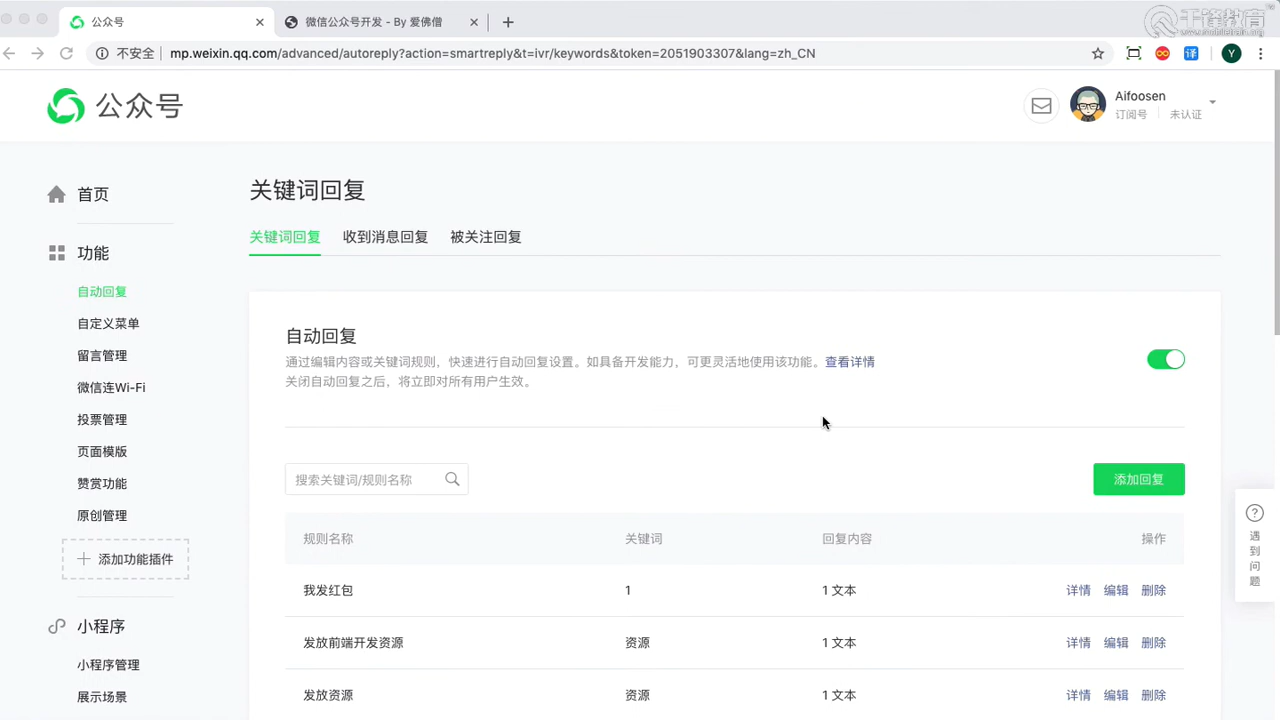 公众号
微信公众号开发 - By 爱佛僧
千锋教育
www.mobiletrain.org
不安全
mp.weixin.qq.com/advanced/autoreply?action=smartreply&t=ivr/keywords&token=2051903307&lang=zh_CN
译
Y
公众号
Aifoosen
订阅号
未认证
首页
功能
自动回复
自定义菜单
留言管理
微信连Wi-Fi
投票管理
页面模版
赞赏功能
原创管理
添加功能插件
小程序
小程序管理
展示场景
关键词回复
关键词回复 收到消息回复 被关注回复
自动回复
通过编辑内容或关键词规则，快速进行自动回复设置。如具备开发能力，可更灵活地使用该功能。查看详情
关闭自动回复之后，将立即对所有用户生效。
搜索关键词/规则名称
添加回复
规则名称 关键词 回复内容 操作
我发红包 1 1 文本 详情 编辑 删除
发放前端开发资源 资源 1 文本 详情 编辑 删除
发放资源 资源 1 文本 详情 编辑 删除
遇到问题